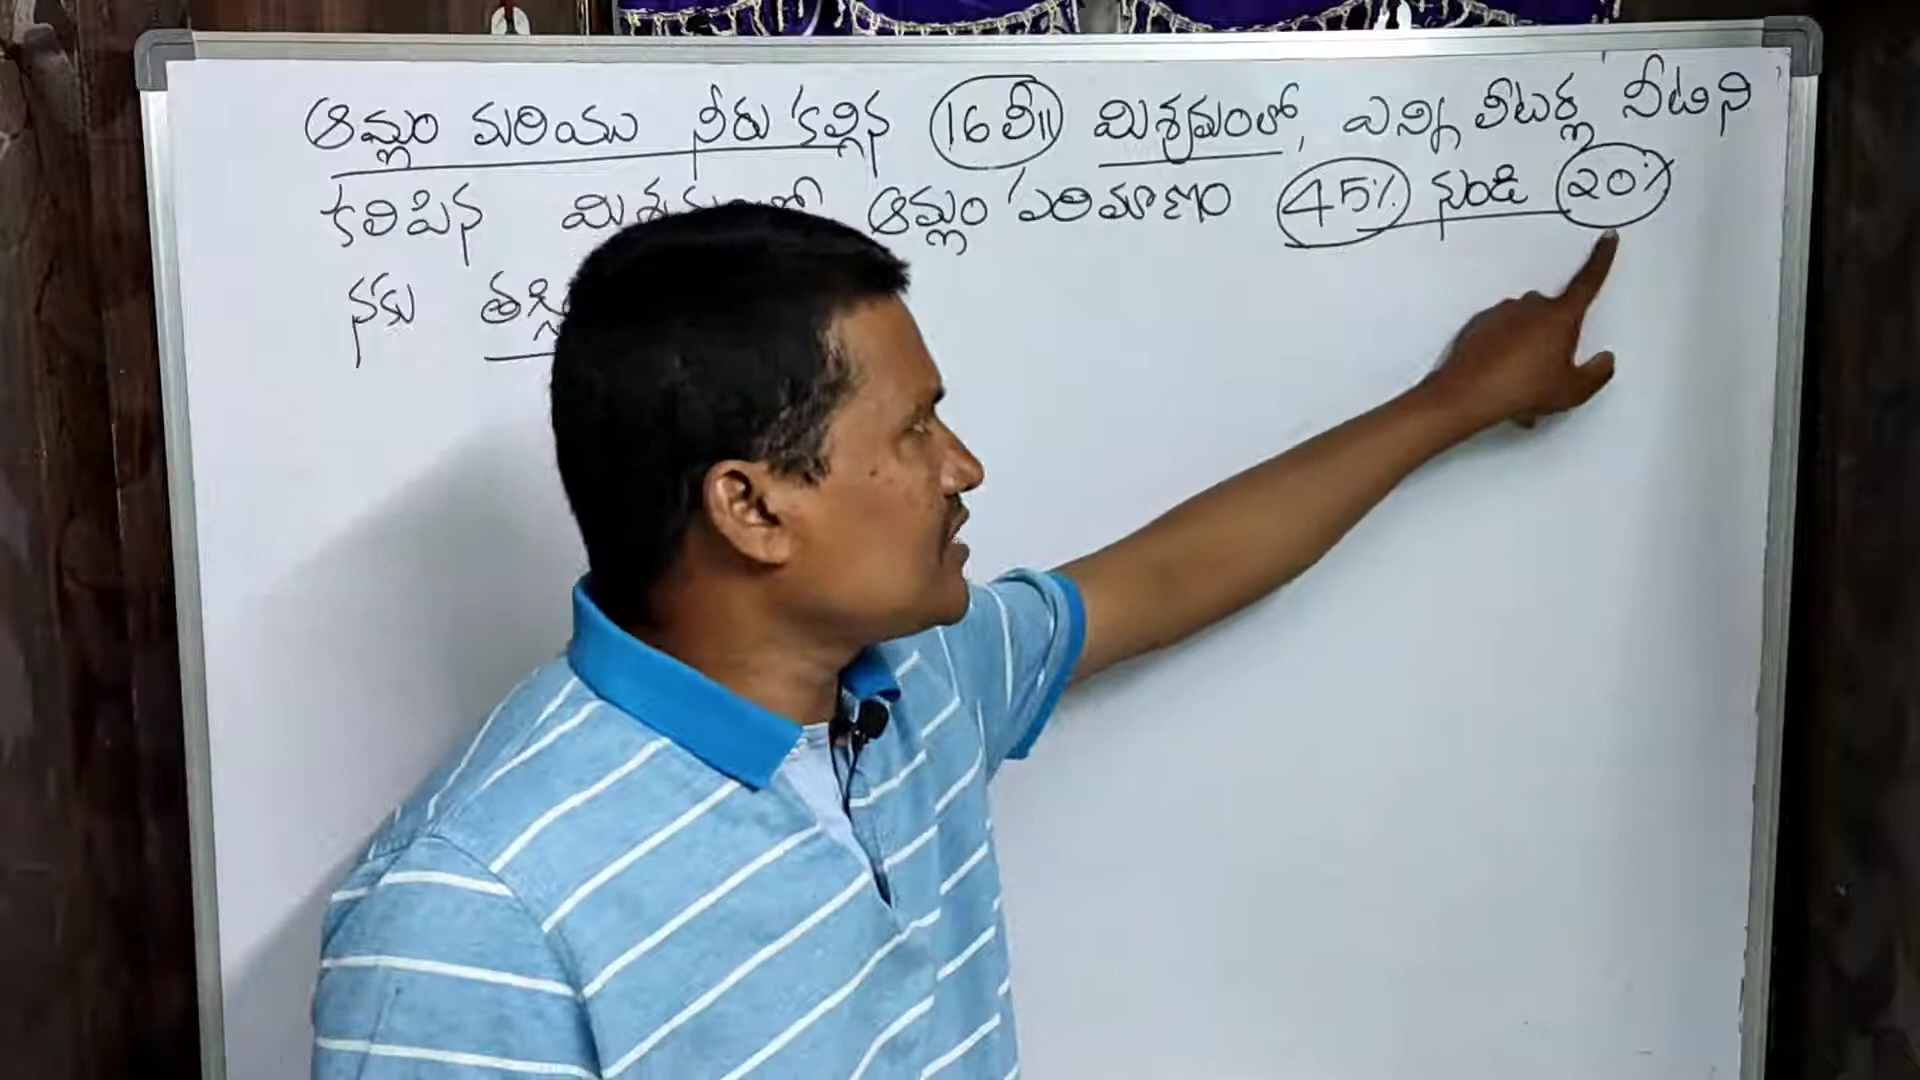 ఆమ్లం మరియు నీరు కల్గిన 16 లీ॥ మిశ్రమంలో, ఎన్ని లీటర్ల నీటిని
కలిపిన ఆమ్లం పరిమాణం 45% నుండి 20%
నకు